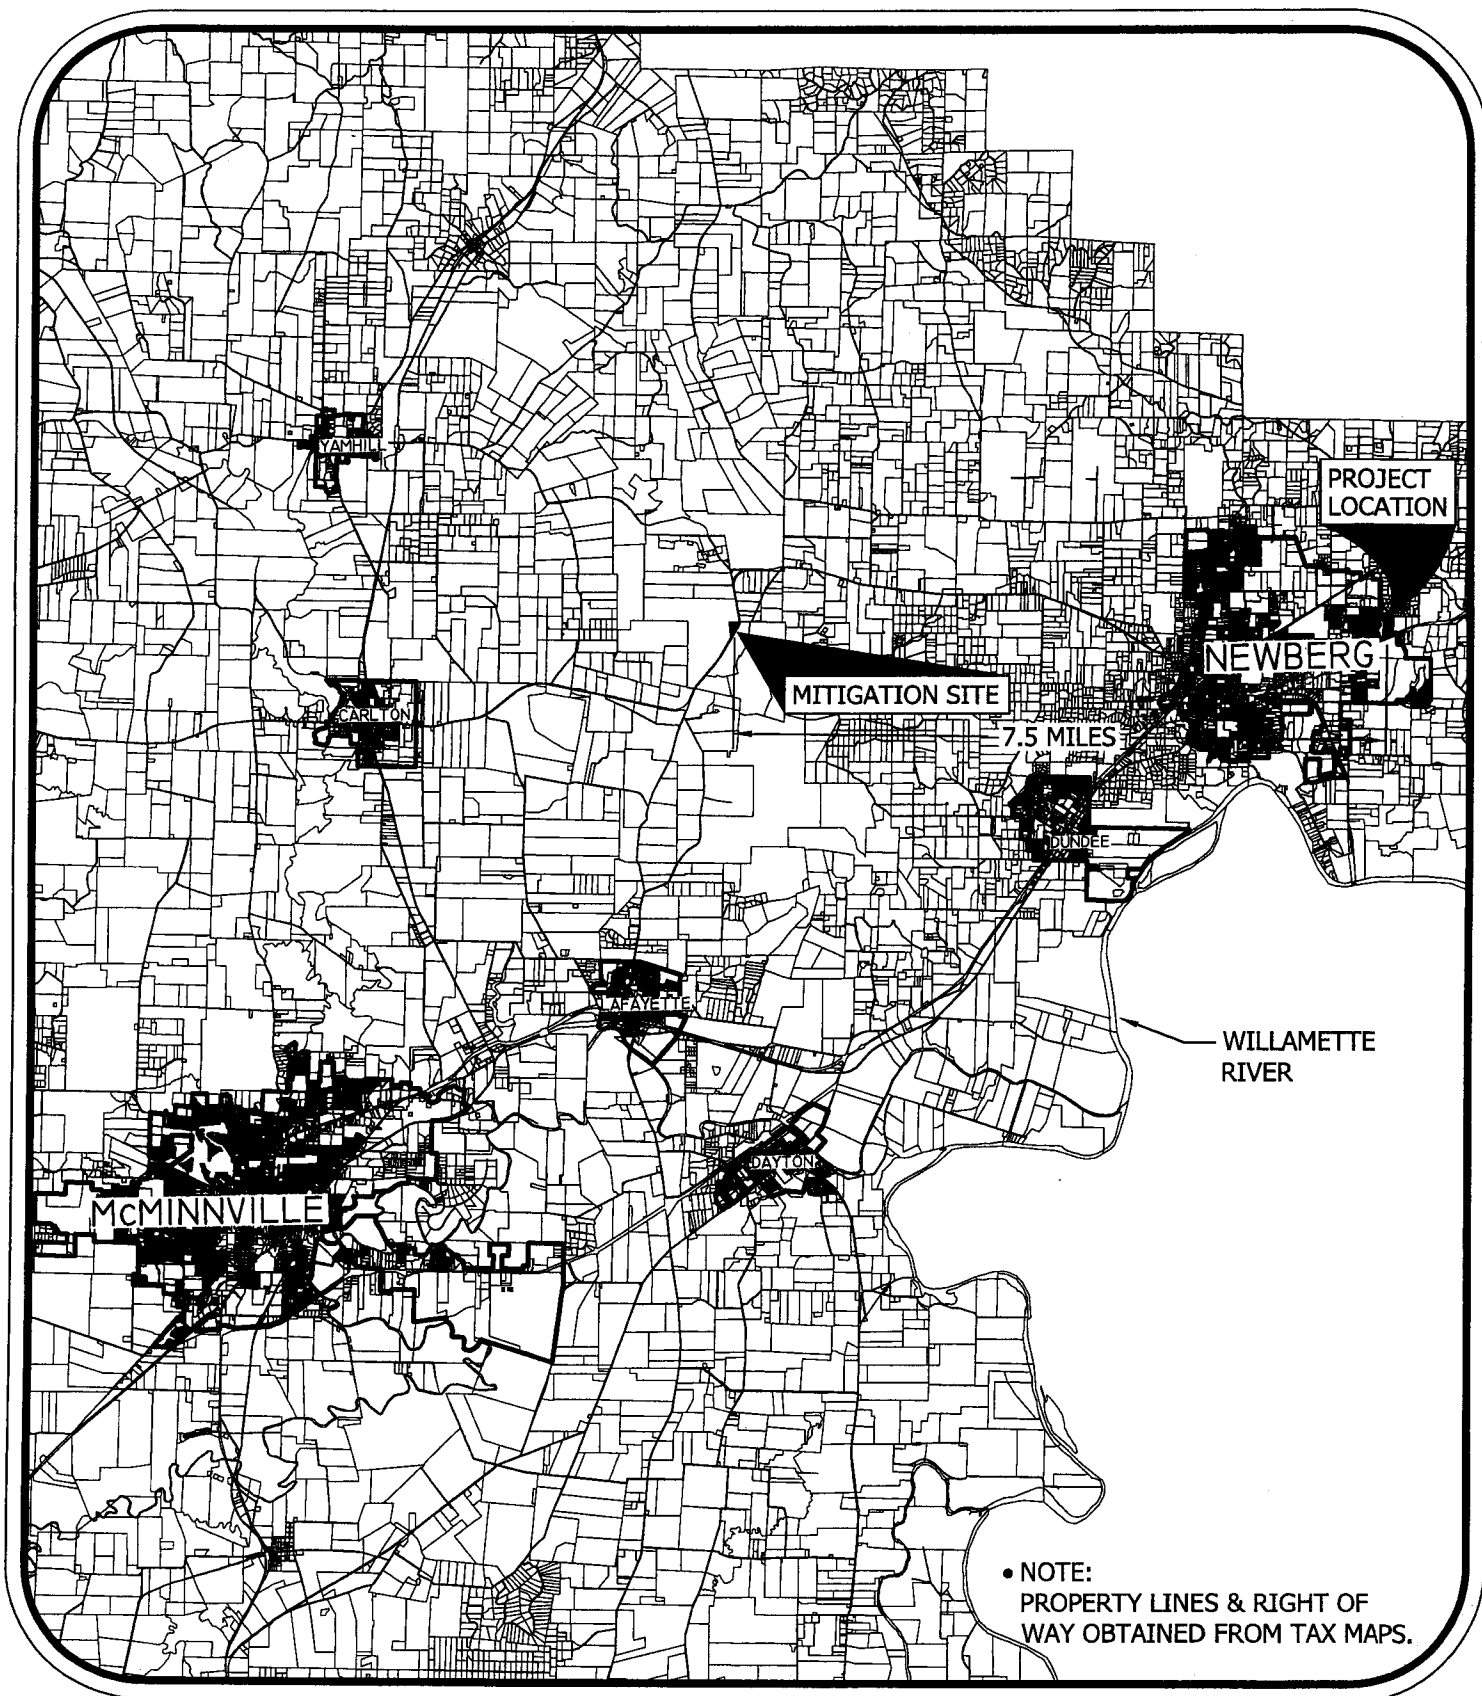 YAMHILL
PROJECT
LOCATION
NEWBERG
MITIGATION SITE
CARLTON
7.5 MILES
DUNDEE
LAFAYETTE
WILLAMETTE
RIVER
DAYTON
McMINNVILLE
• NOTE:
PROPERTY LINES & RIGHT OF
WAY OBTAINED FROM TAX MAPS.